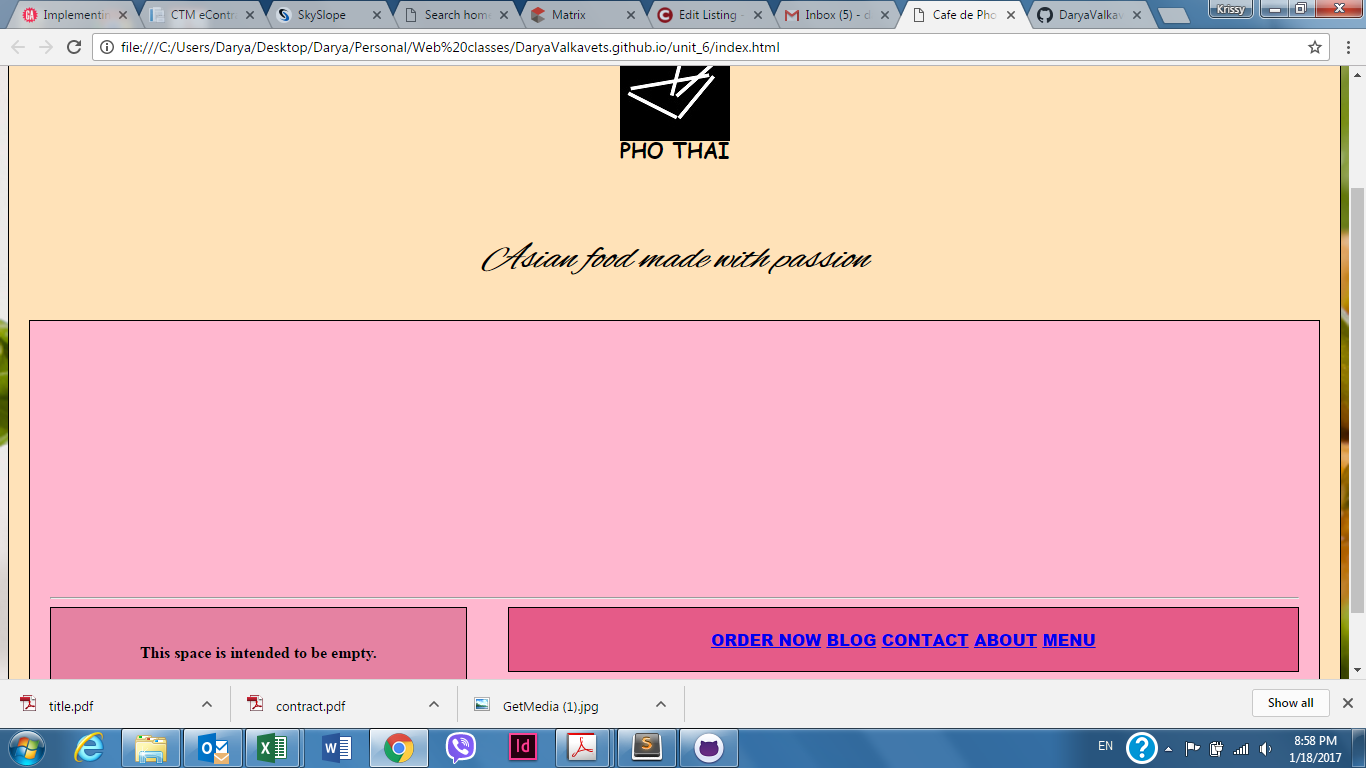 Implementin
CTM eContr
SkySlope
Search hom
Matrix
Edit Listing -
Inbox (5) - d
Cafe de Pho
DaryaValkav
Krissy
file:///C:/Users/Darya/Desktop/Darya/Personal/Web%20classes/DaryaValkavets.github.io/unit_6/index.html
PHO THAI
Asian food made with passion
This space is intended to be empty.
ORDER NOW BLOG CONTACT ABOUT MENU
title.pdf
contract.pdf
GetMedia (1).jpg
Show all
EN
8:58 PM
1/18/2017